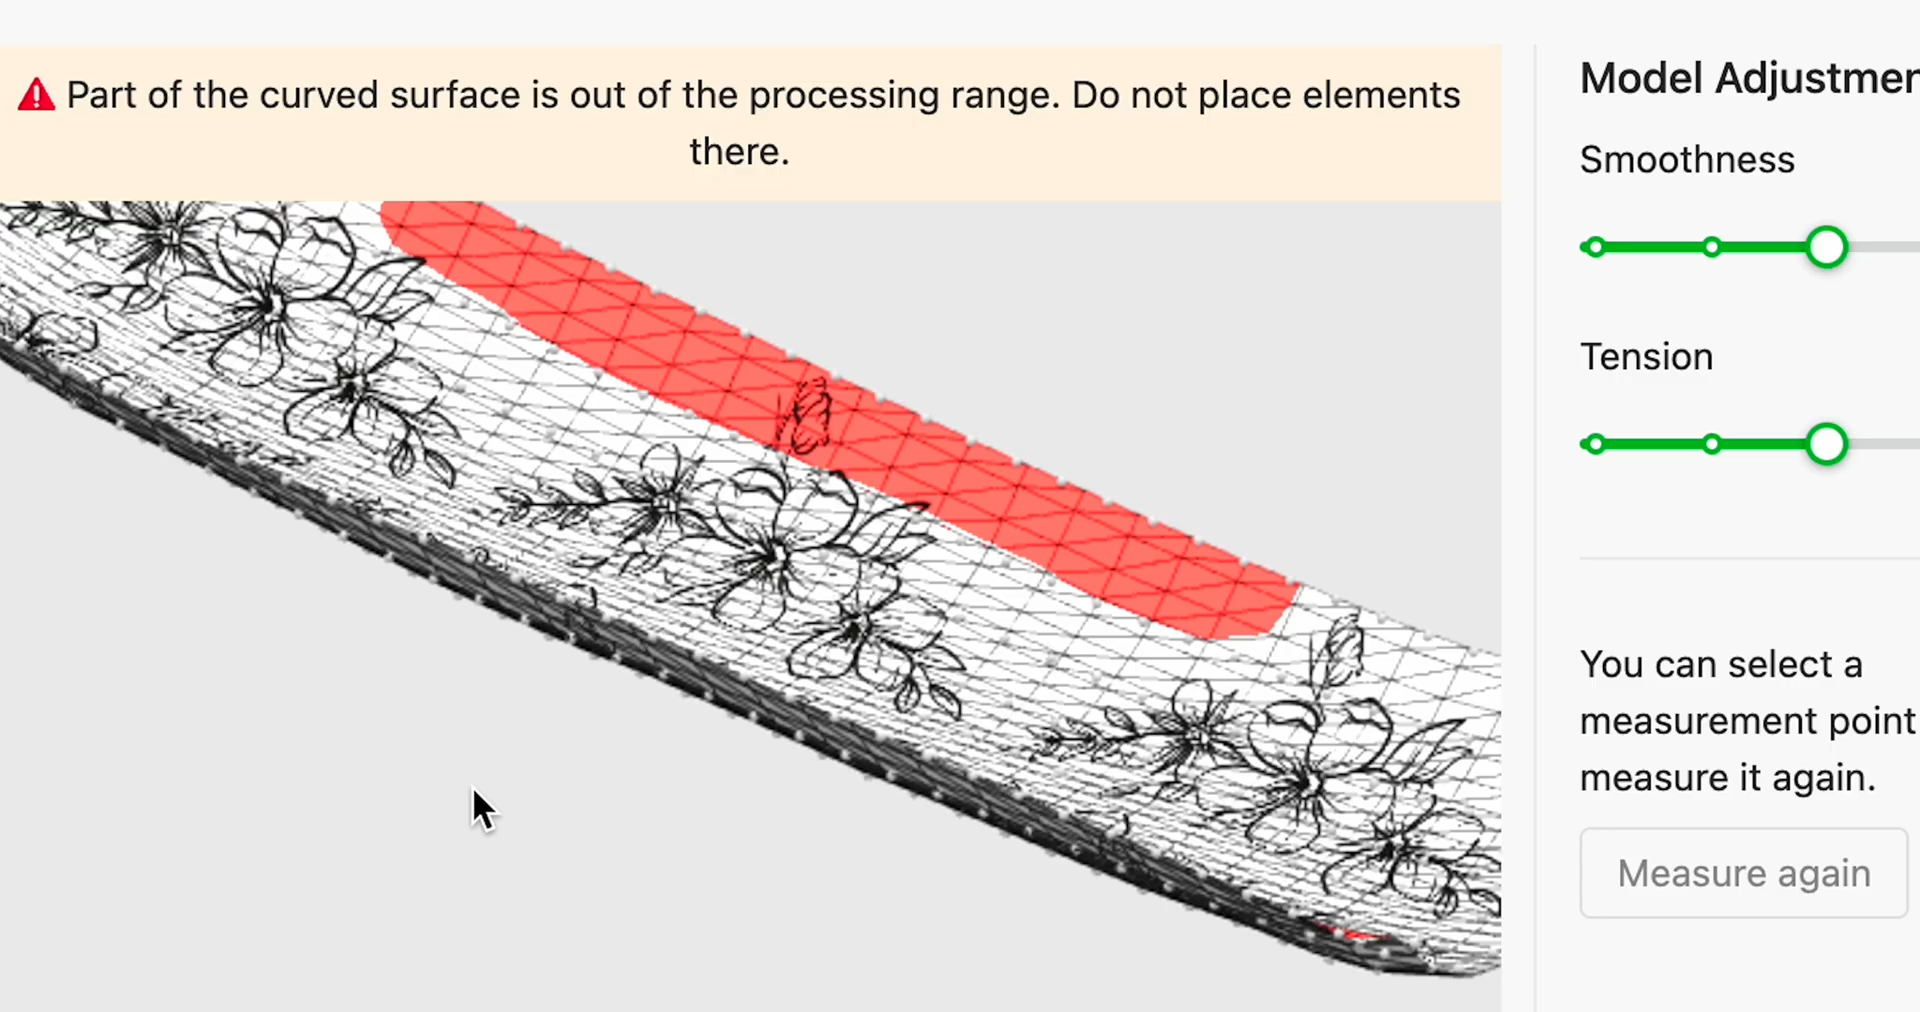 Part of the curved surface is out of the processing range. Do not place elements
there.
Model Adjustmen
Smoothness
Tension
You can select a
measurement point
measure it again.
Measure again